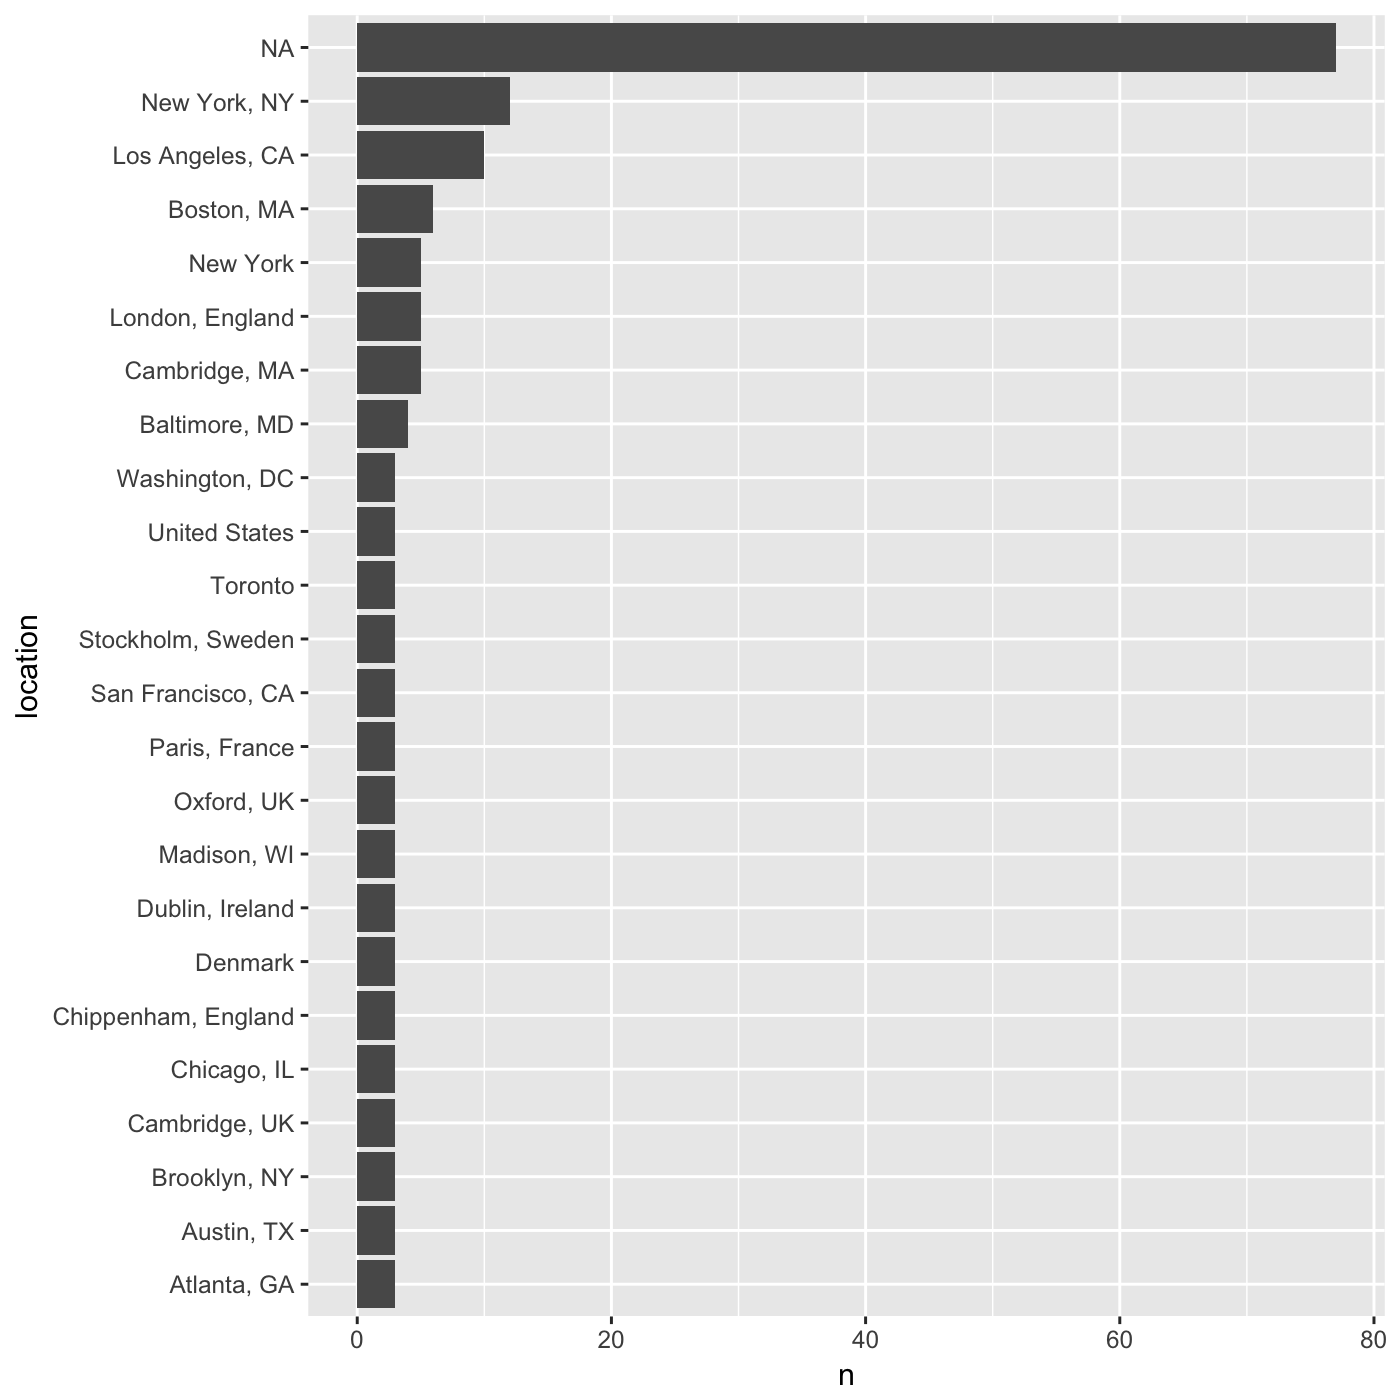 NA
New York, NY
Los Angeles, CA
Boston, MA
New York
London, England
Cambridge, MA
Baltimore, MD
Washington, DC
United States
Toronto
Stockholm, Sweden
San Francisco, CA
Paris, France
Oxford, UK
Madison, WI
Dublin, Ireland
Denmark
Chippenham, England
Chicago, IL
Cambridge, UK
Brooklyn, NY
Austin, TX
Atlanta, GA
location
0 20 40 60 80
n